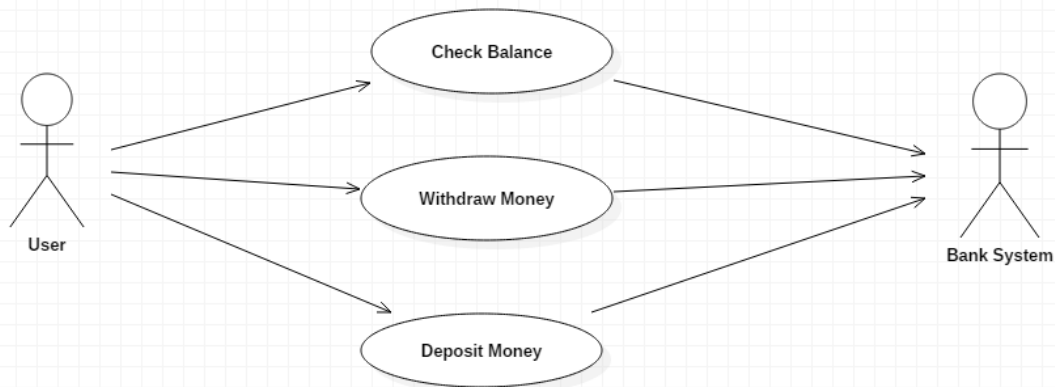 Check Balance
Withdraw Money
User
Bank System
Deposit Money